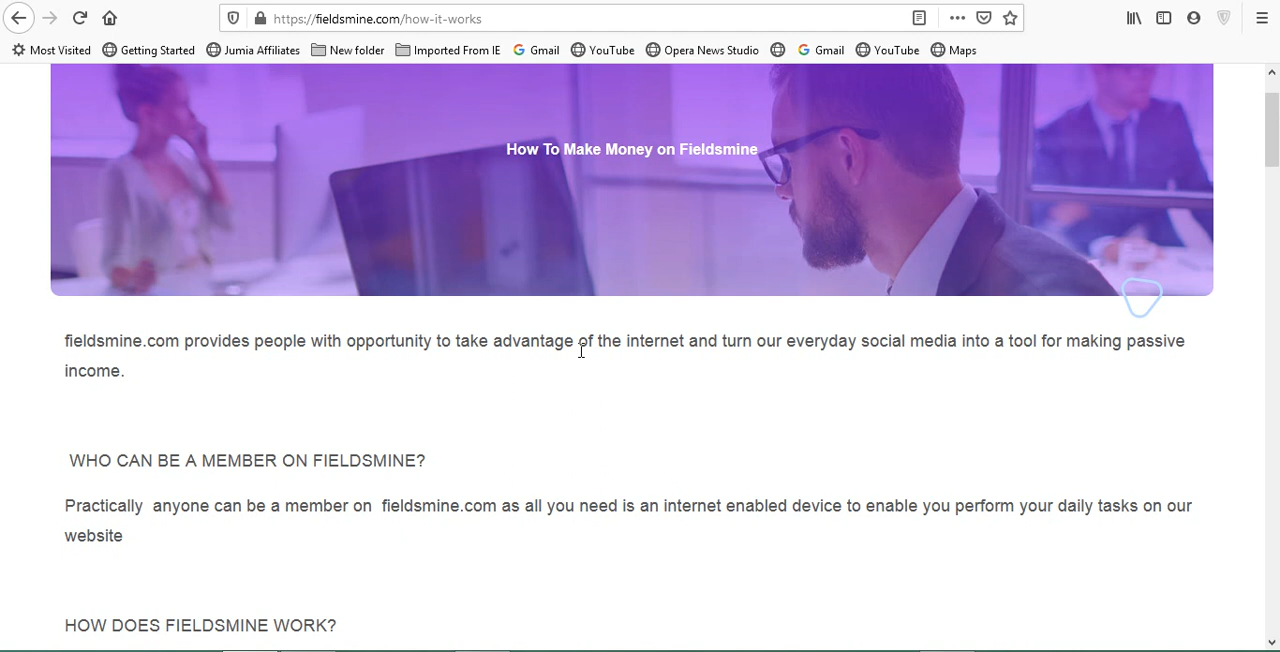 https://fieldsmine.com/how-it-works
Most Visited Getting Started Jumia Affiliates New folder Imported From IE Gmail YouTube Opera News Studio Gmail YouTube Maps
How To Make Money on Fieldsmine
fieldsmine.com provides people with opportunity to take advantage of the internet and turn our everyday social media into a tool for making passive
income.
WHO CAN BE A MEMBER ON FIELDSMINE?
Practically  anyone can be a member on  fieldsmine.com as all you need is an internet enabled device to enable you perform your daily tasks on our
website
HOW DOES FIELDSMINE WORK?